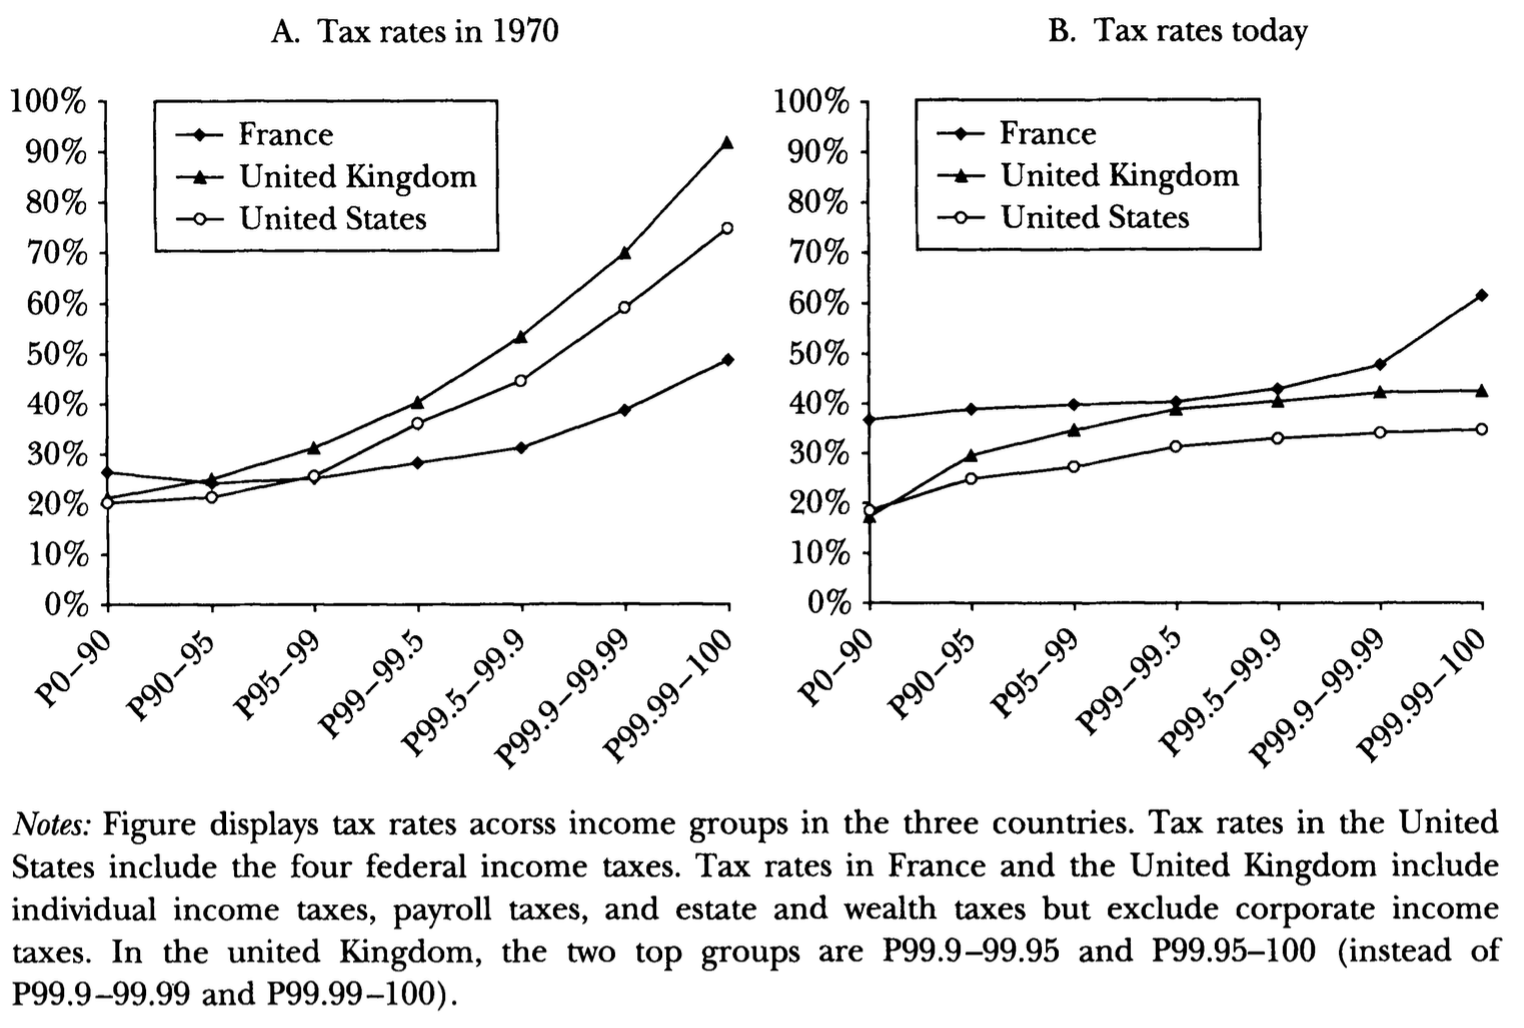 A. Tax rates in 1970
100%
90%
80%
70%
60%
50%
40%
30%
20%
10%
0%
France
United Kingdom
United States
P0–90
P90–95
P95–99
P99–99.5
P99.5–99.9
P99.9–99.99
P99.99–100
B. Tax rates today
100%
90%
80%
70%
60%
50%
40%
30%
20%
10%
0%
France
United Kingdom
United States
P0–90
P90–95
P95–99
P99–99.5
P99.5–99.9
P99.9–99.99
P99.99–100
Notes: Figure displays tax rates acorss income groups in the three countries. Tax rates in the United
States include the four federal income taxes. Tax rates in France and the United Kingdom include
individual income taxes, payroll taxes, and estate and wealth taxes but exclude corporate income
taxes. In the united Kingdom, the two top groups are P99.9–99.95 and P99.95–100 (instead of
P99.9–99.99 and P99.99–100).